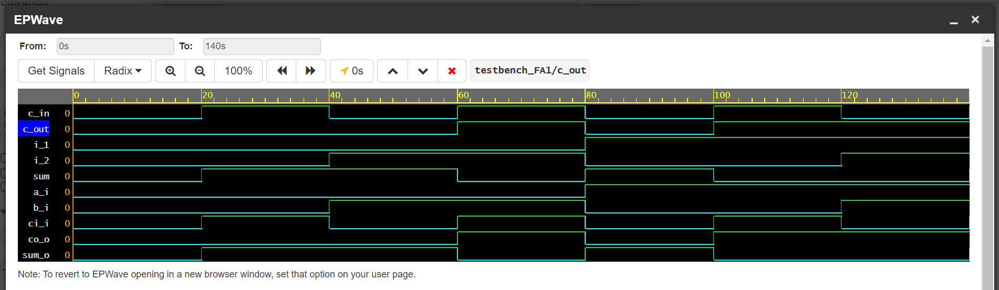 Libraries
EPWave
From: 0s To: 140s
Get Signals Radix 100% 0s testbench_FA1/c_out
0 20 40 60 80 100 120
c_in 0
c_out 0
i_1 0
i_2 0
sum 0
a_i 0
b_i 0
ci_i 0
co_o 0
sum_o 0
Note: To revert to EPWave opening in a new browser window, set that option on your user page.